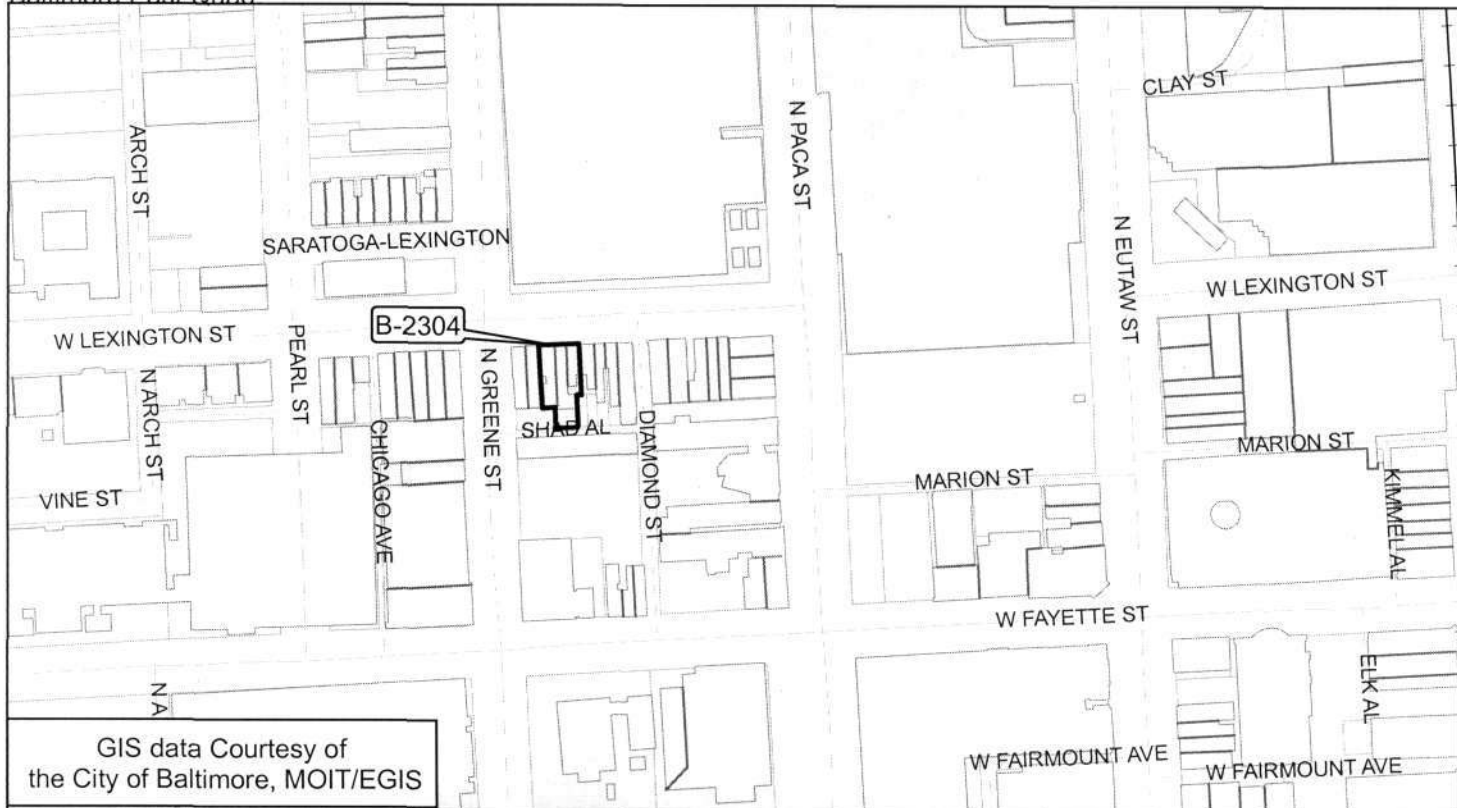 CLAY ST
ARCH ST
N PACA ST
SARATOGA-LEXINGTON
N EUTAW ST
W LEXINGTON ST
B-2304
W LEXINGTON ST
PEARL ST
N GREENE ST
N ARCH ST
SHAD AL
DIAMOND ST
CHICAGO AVE
MARION ST
MARION ST
VINE ST
KIMMEL AL
W FAYETTE ST
ELK AL
N A
GIS data Courtesy of
the City of Baltimore, MOIT/EGIS
W FAIRMOUNT AVE
W FAIRMOUNT AVE